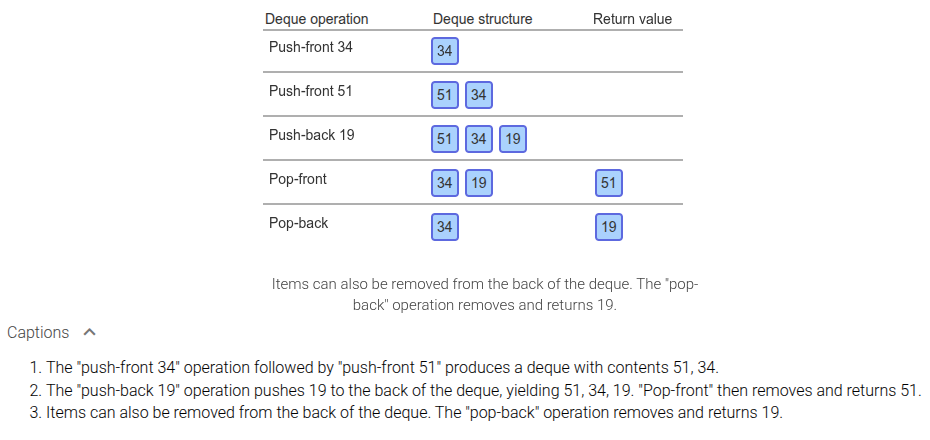 Deque operation Deque structure Return value
Push-front 34 34
Push-front 51 51 34
Push-back 19 51 34 19
Pop-front 34 19 51
Pop-back 34 19
Items can also be removed from the back of the deque. The "pop-
back" operation removes and returns 19.
Captions
1. The "push-front 34" operation followed by "push-front 51" produces a deque with contents 51, 34.
2. The "push-back 19" operation pushes 19 to the back of the deque, yielding 51, 34, 19. "Pop-front" then removes and returns 51.
3. Items can also be removed from the back of the deque. The "pop-back" operation removes and returns 19.